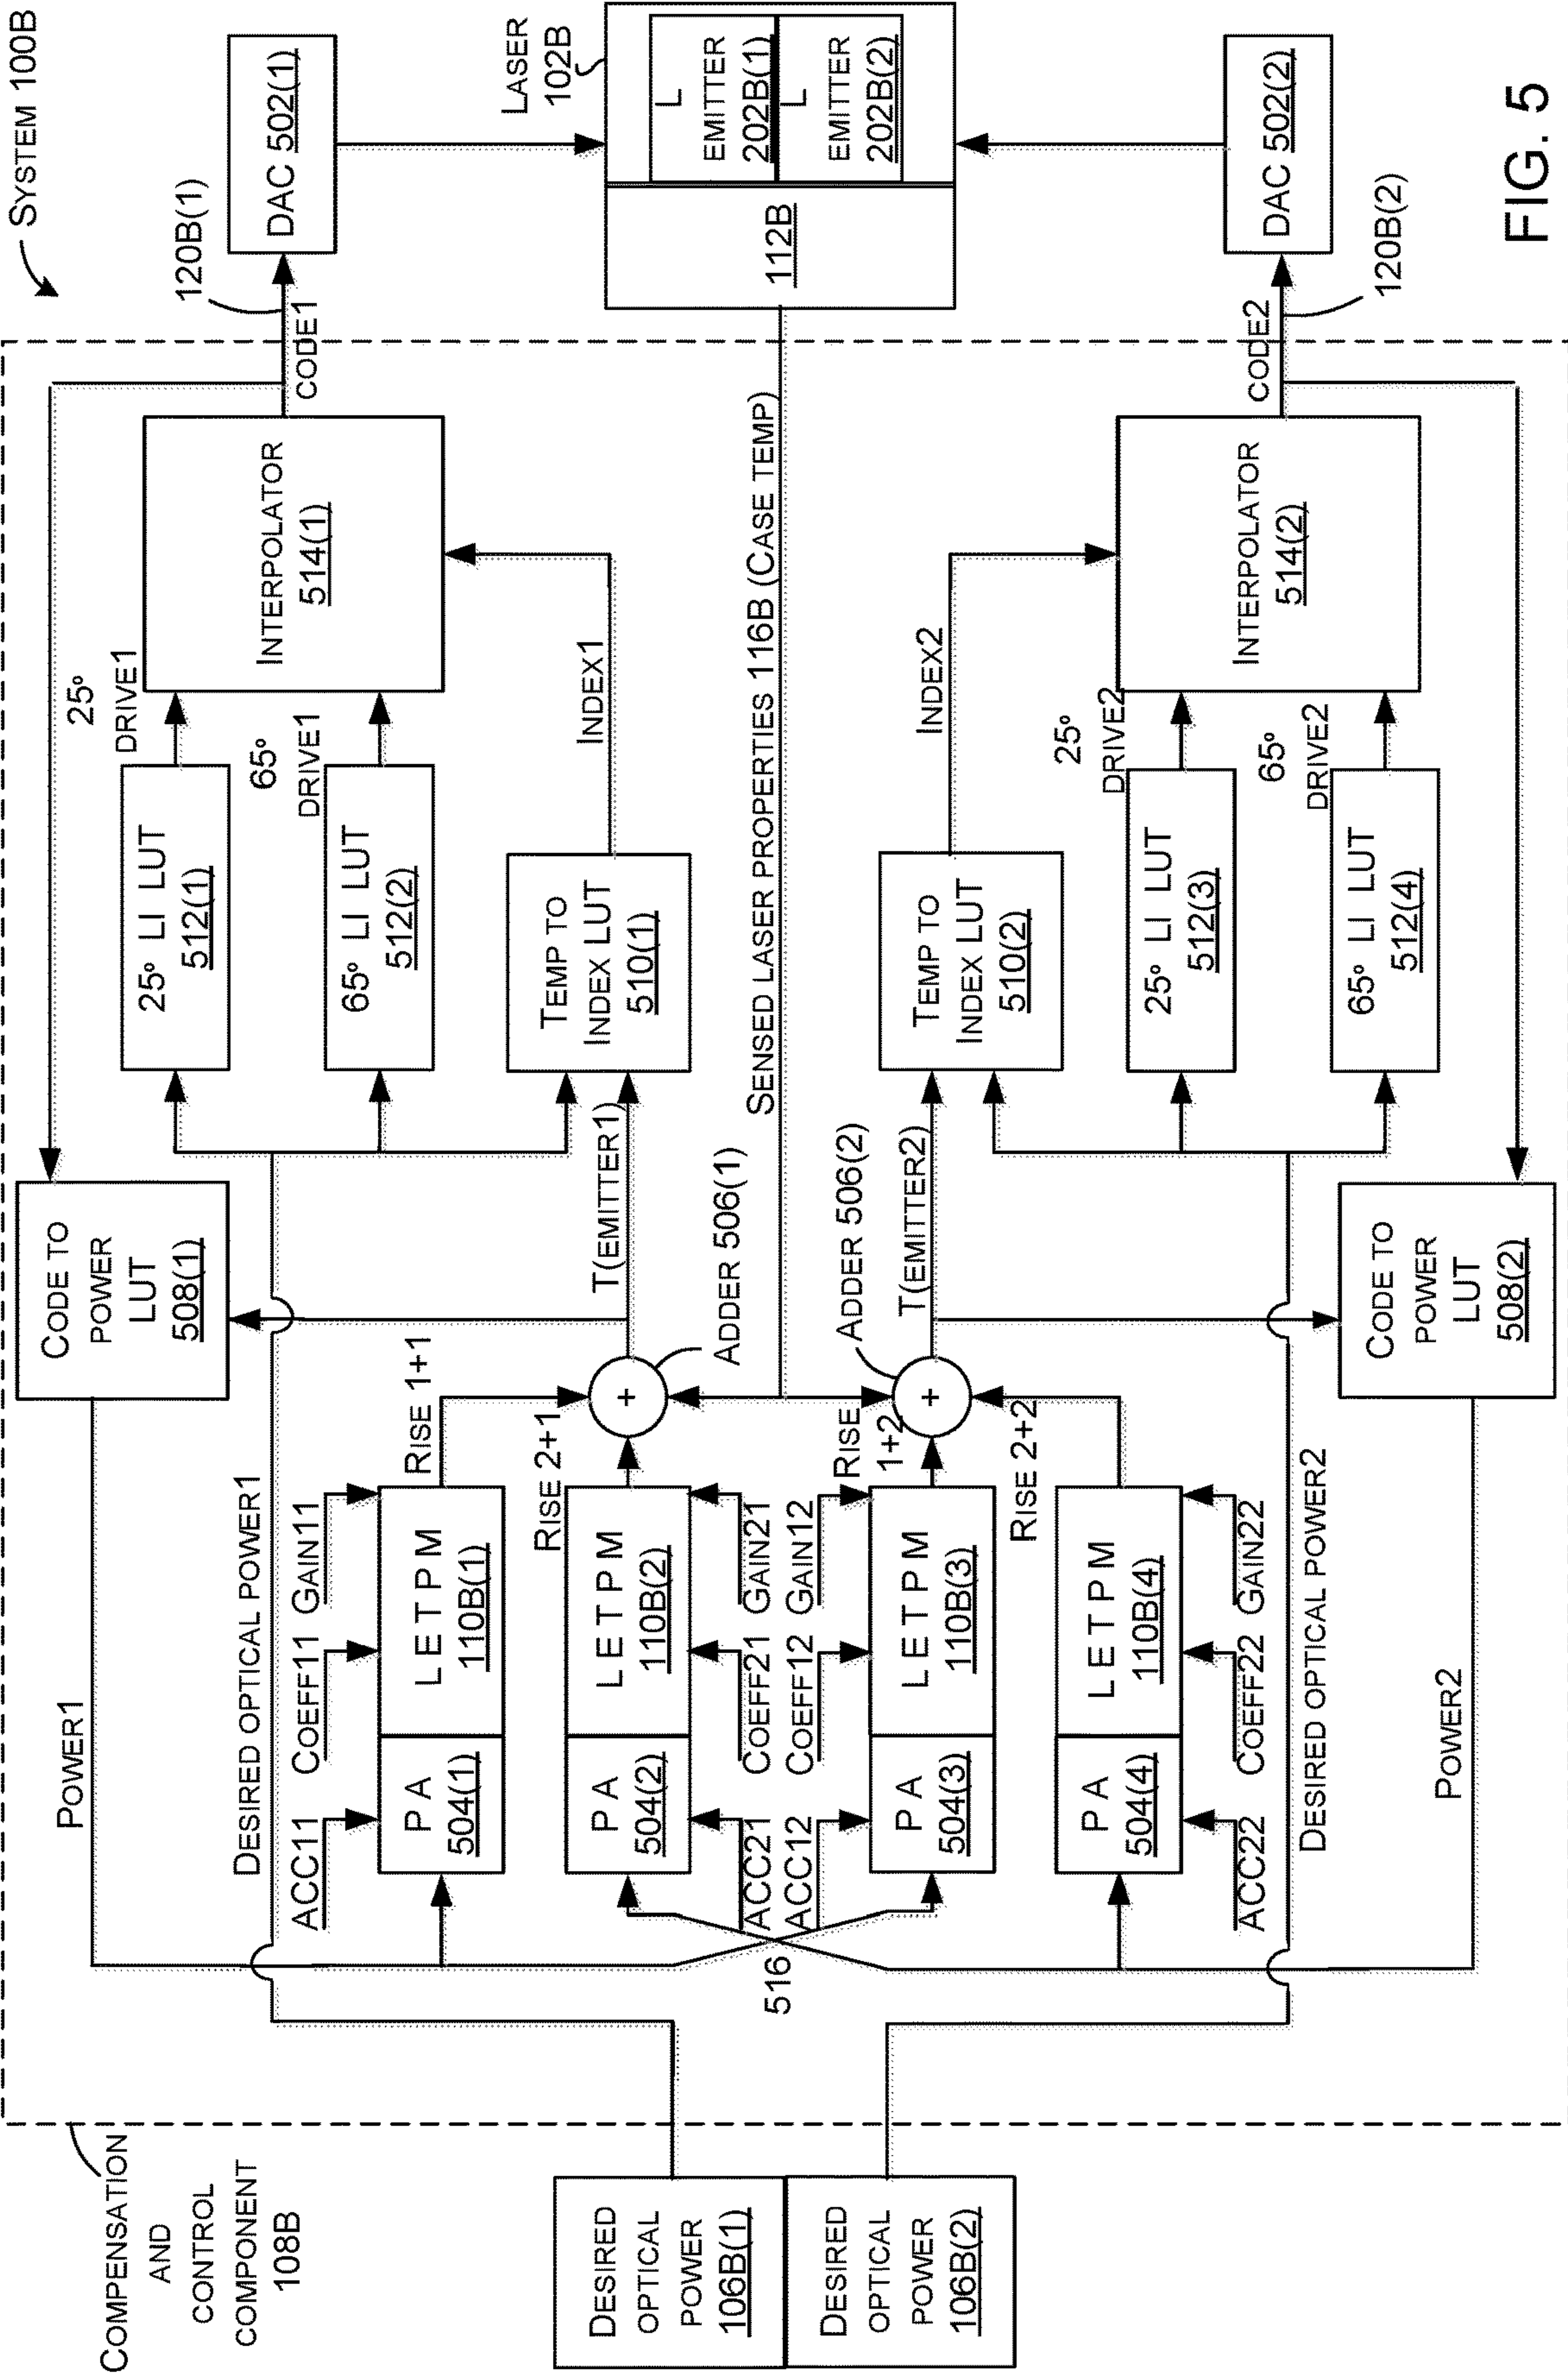 SYSTEM 100B
COMPENSATION
AND
CONTROL
COMPONENT
108B
DESIRED
OPTICAL
POWER
106B(1)
DESIRED
OPTICAL
POWER
106B(2)
POWER1
DESIRED OPTICAL POWER1
ACC11
COEFF11
GAIN11
P A
504(1)
L E T P M
110B(1)
RISE 1+1
P A
504(2)
L E T P M
110B(2)
RISE 2+1
ACC21
COEFF21
GAIN21
516
ACC12
COEFF12
GAIN12
P A
504(3)
L E T P M
110B(3)
RISE
1+2
P A
504(4)
L E T P M
110B(4)
RISE 2+2
ACC22
COEFF22
GAIN22
DESIRED OPTICAL POWER2
POWER2
CODE TO
POWER
LUT
508(1)
+
ADDER 506(1)
T(EMITTER1)
+
ADDER 506(2)
T(EMITTER2)
CODE TO
POWER
LUT
508(2)
25º LI LUT
512(1)
65º LI LUT
512(2)
TEMP TO
INDEX LUT
510(1)
SENSED LASER PROPERTIES 116B (CASE TEMP)
TEMP TO
INDEX LUT
510(2)
25º LI LUT
512(3)
65º LI LUT
512(4)
25º
DRIVE1
65º
DRIVE1
INDEX1
INDEX2
25º
DRIVE2
65º
DRIVE2
INTERPOLATOR
514(1)
INTERPOLATOR
514(2)
CODE1
120B(1)
CODE2
120B(2)
DAC 502(1)
LASER
102B
112B
L
EMITTER
202B(1)
L
EMITTER
202B(2)
DAC 502(2)
FIG. 5